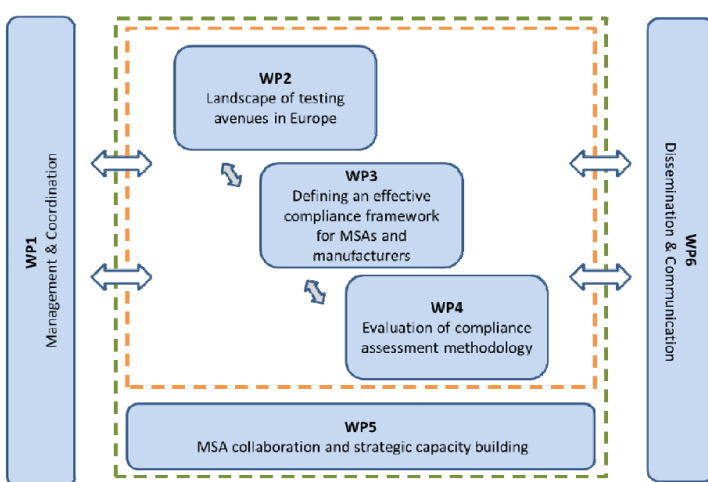 WP1
Management & Coordination
WP2
Landscape of testing
avenues in Europe
WP3
Defining an effective
compliance framework
for MSAs and
manufacturers
WP4
Evaluation of compliance
assessment methodology
WP5
MSA collaboration and strategic capacity building
WP6
Dissemination & Communication